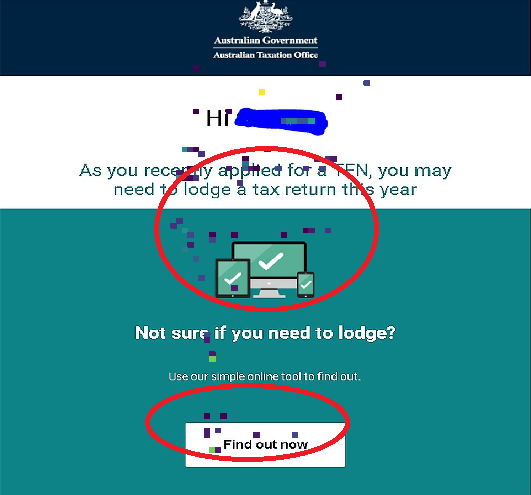 Australian Government
Australian Taxation Office
Hi
As you recently applied for a TFN, you may
need to lodge a tax return this year
Not sure if you need to lodge?
Use our simple online tool to find out.
Find out now